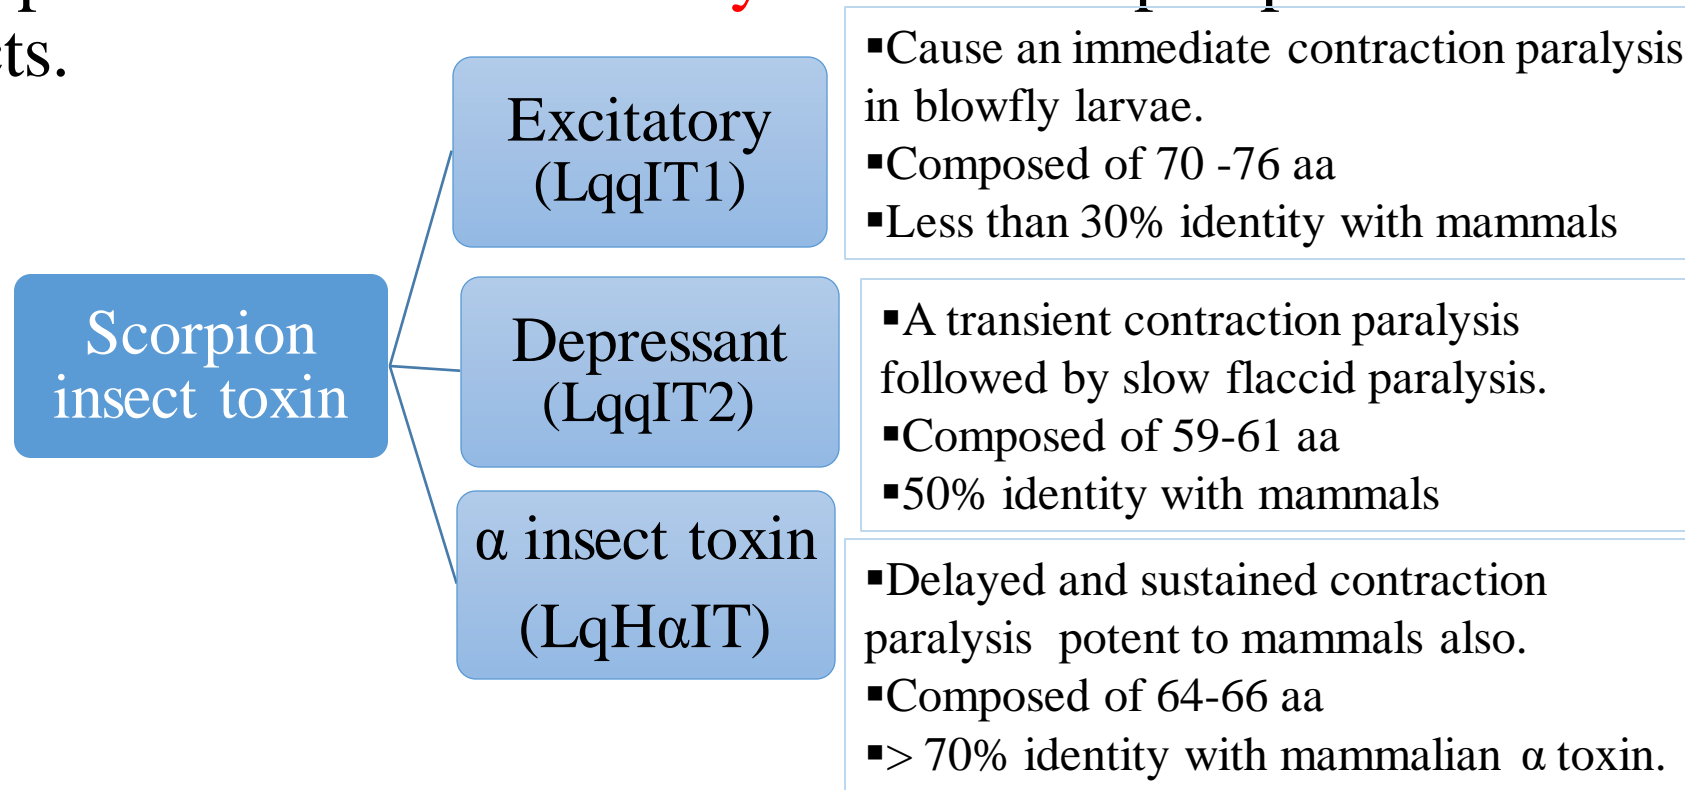 cts.
Excitatory
(LqqIT1)
▪Cause an immediate contraction paralysis
in blowfly larvae.
▪Composed of 70 -76 aa
▪Less than 30% identity with mammals
Scorpion
insect toxin
Depressant
(LqqIT2)
▪A transient contraction paralysis
followed by slow flaccid paralysis.
▪Composed of 59-61 aa
▪50% identity with mammals
α insect toxin
(LqHαIT)
▪Delayed and sustained contraction
paralysis potent to mammals also.
▪Composed of 64-66 aa
▪> 70% identity with mammalian α toxin.